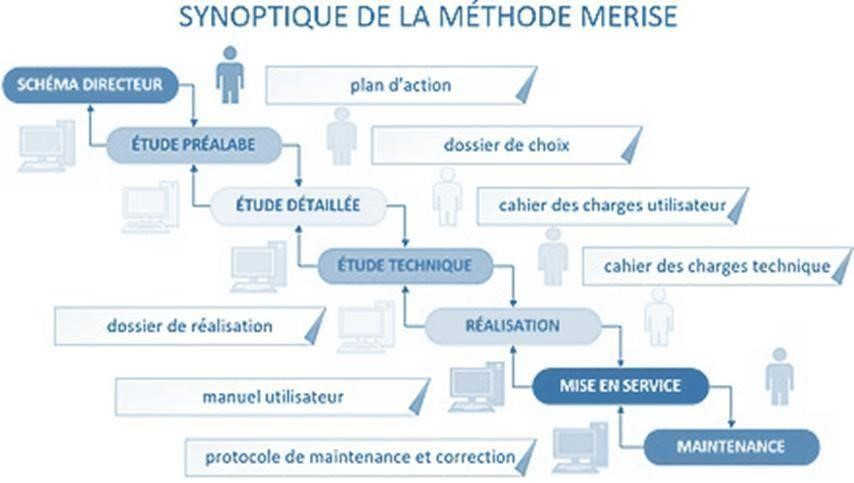 SYNOPTIQUE DE LA MÉTHODE MERISE
SCHÉMA DIRECTEUR
plan d'action
ÉTUDE PRÉALABE
dossier de choix
ÉTUDE DÉTAILLÉE
cahier des charges utilisateur
ÉTUDE TECHNIQUE
cahier des charges technique
dossier de réalisation
RÉALISATION
manuel utilisateur
MISE EN SERVICE
protocole de maintenance et correction
MAINTENANCE